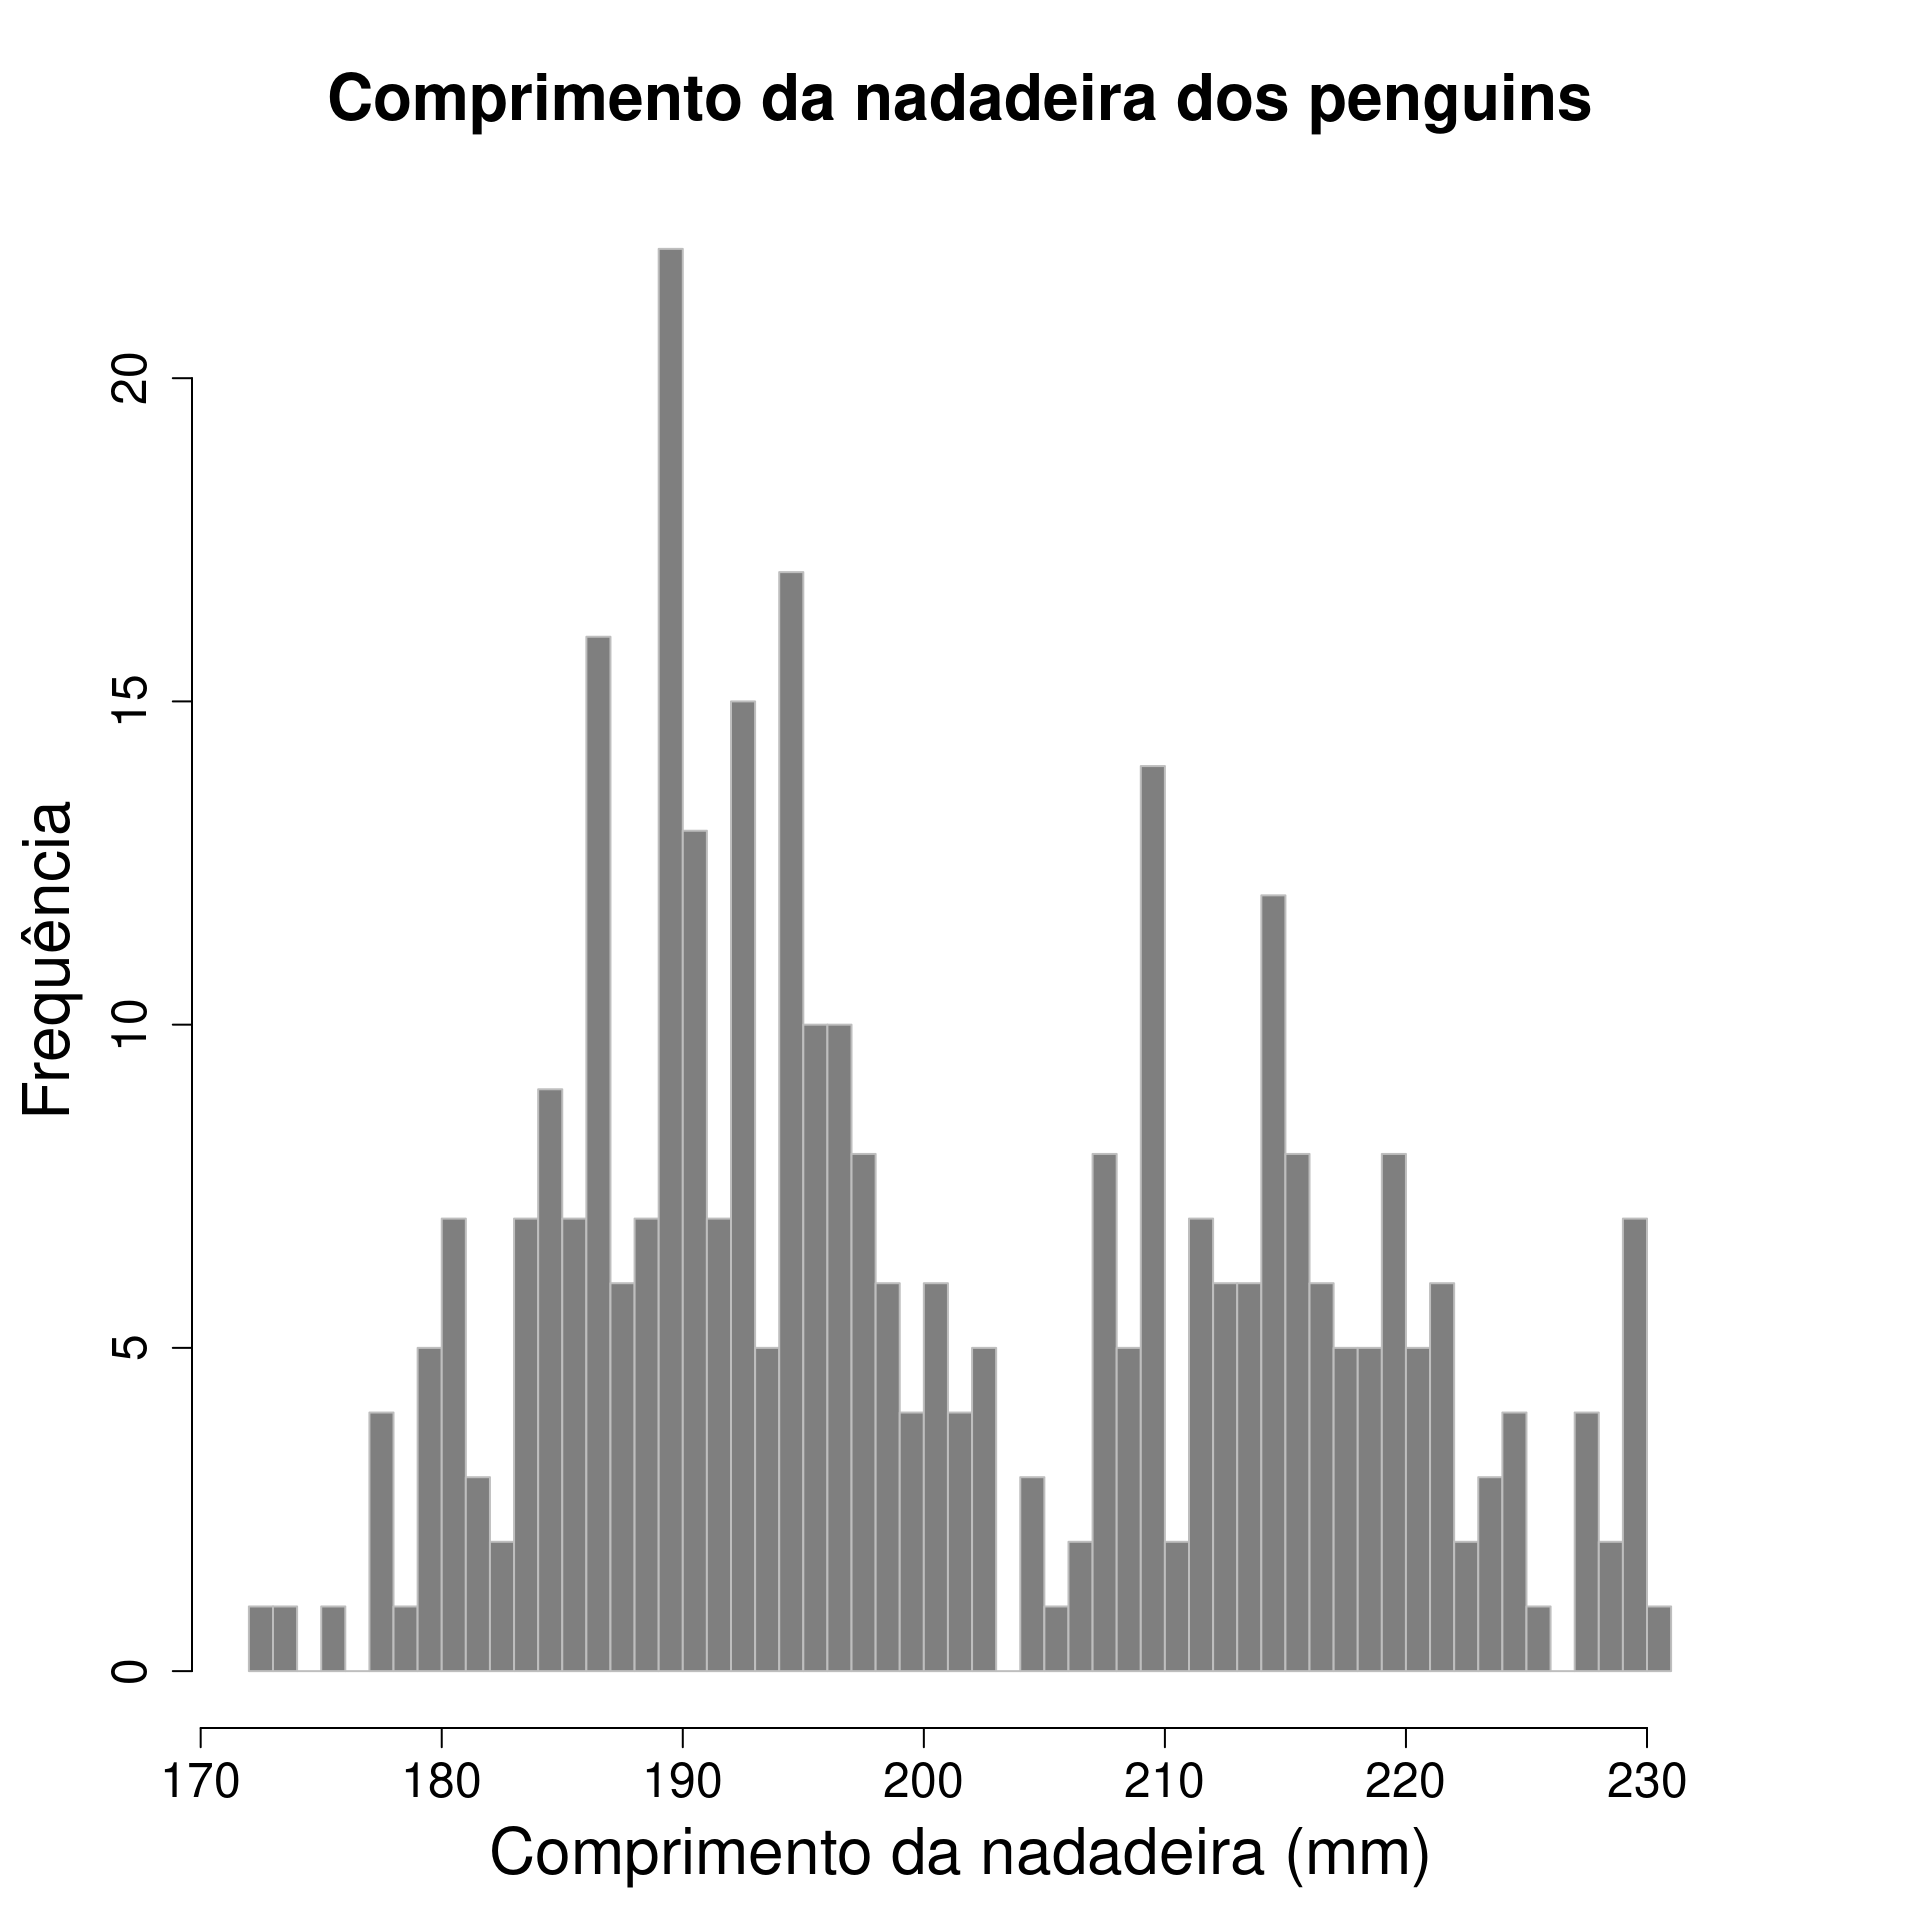 Comprimento da nadadeira dos penguins
Frequência
20
15
10
5
0
170 180 190 200 210 220 230
Comprimento da nadadeira (mm)